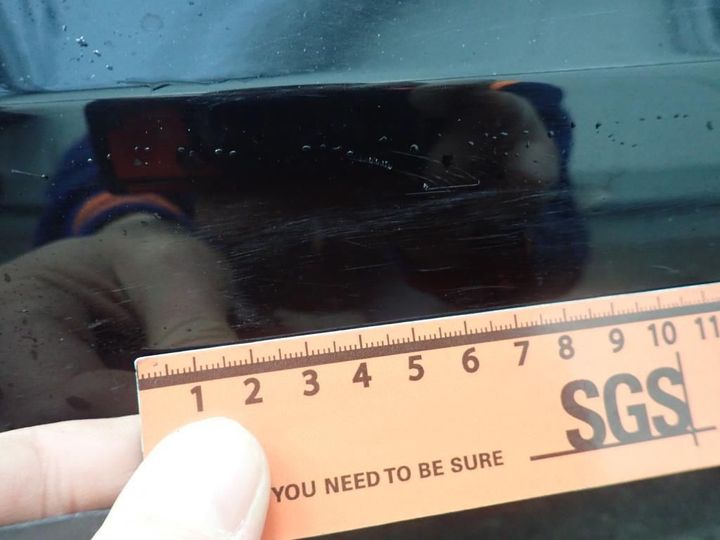 1 2 3 4 5 6 7 8 9 10 11
SGS
YOU NEED TO BE SURE